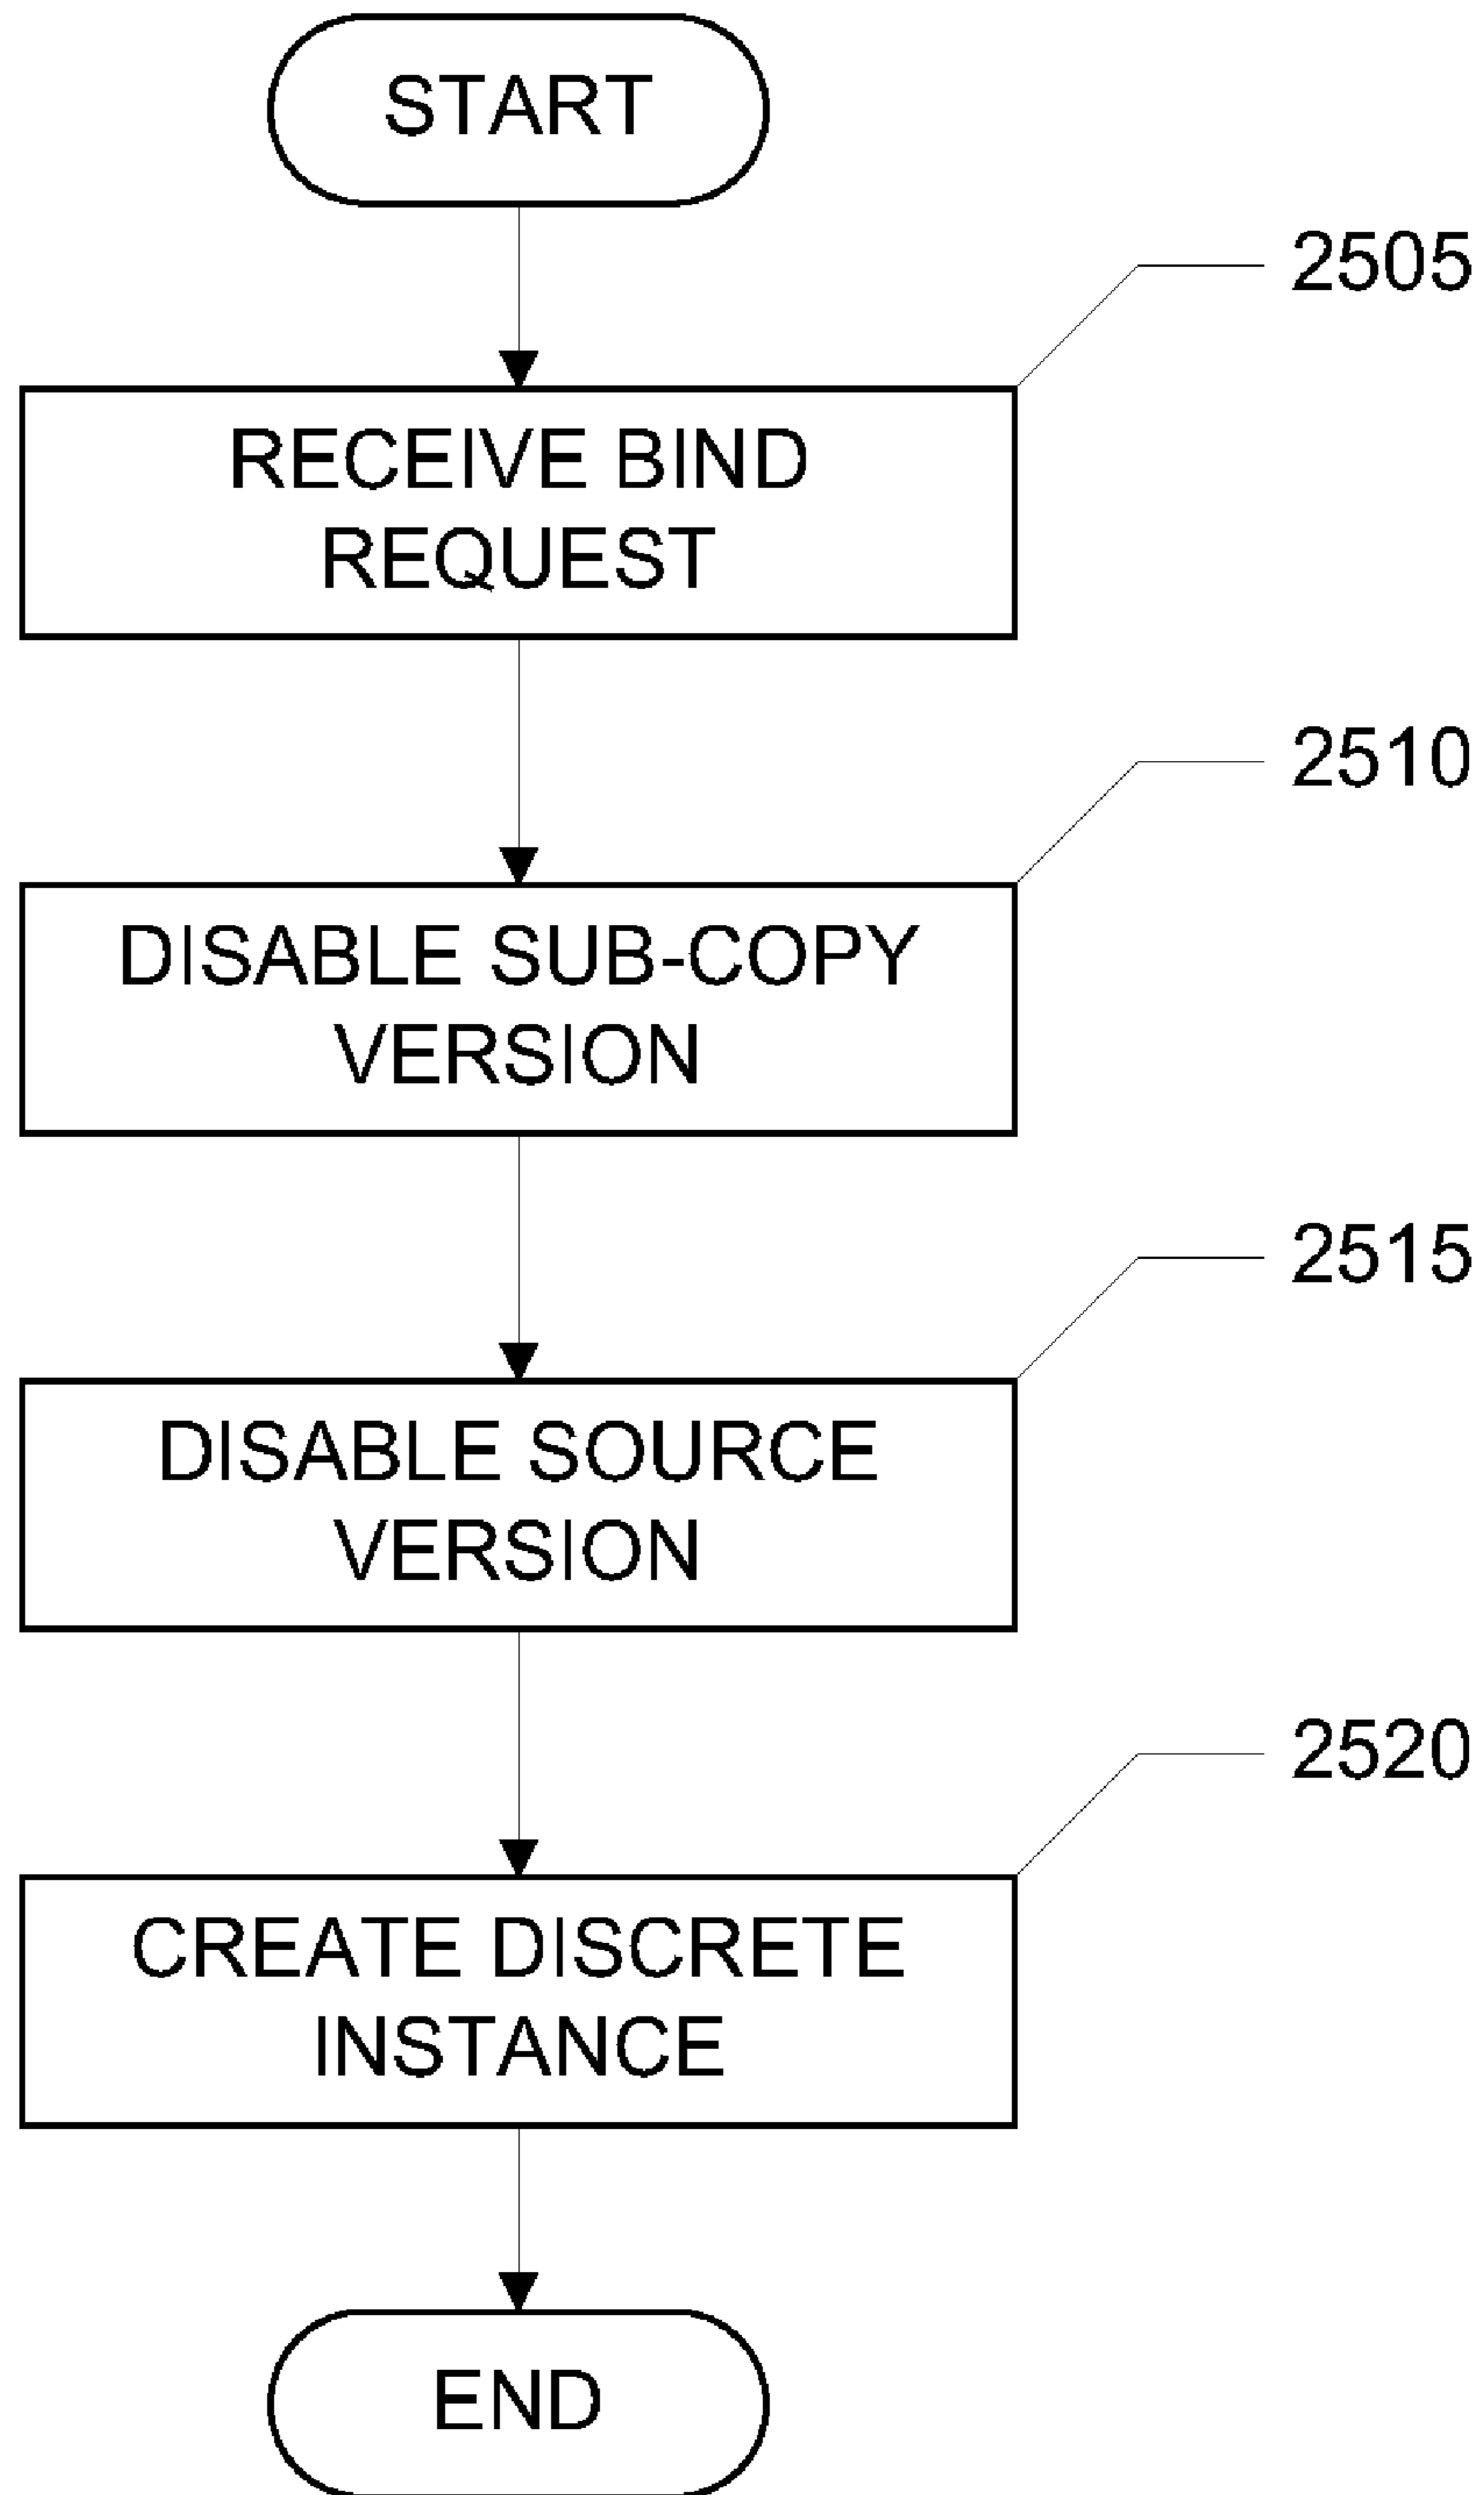 START
2505
RECEIVE BIND
REQUEST
2510
DISABLE SUB-COPY
VERSION
2515
DISABLE SOURCE
VERSION
2520
CREATE DISCRETE
INSTANCE
END